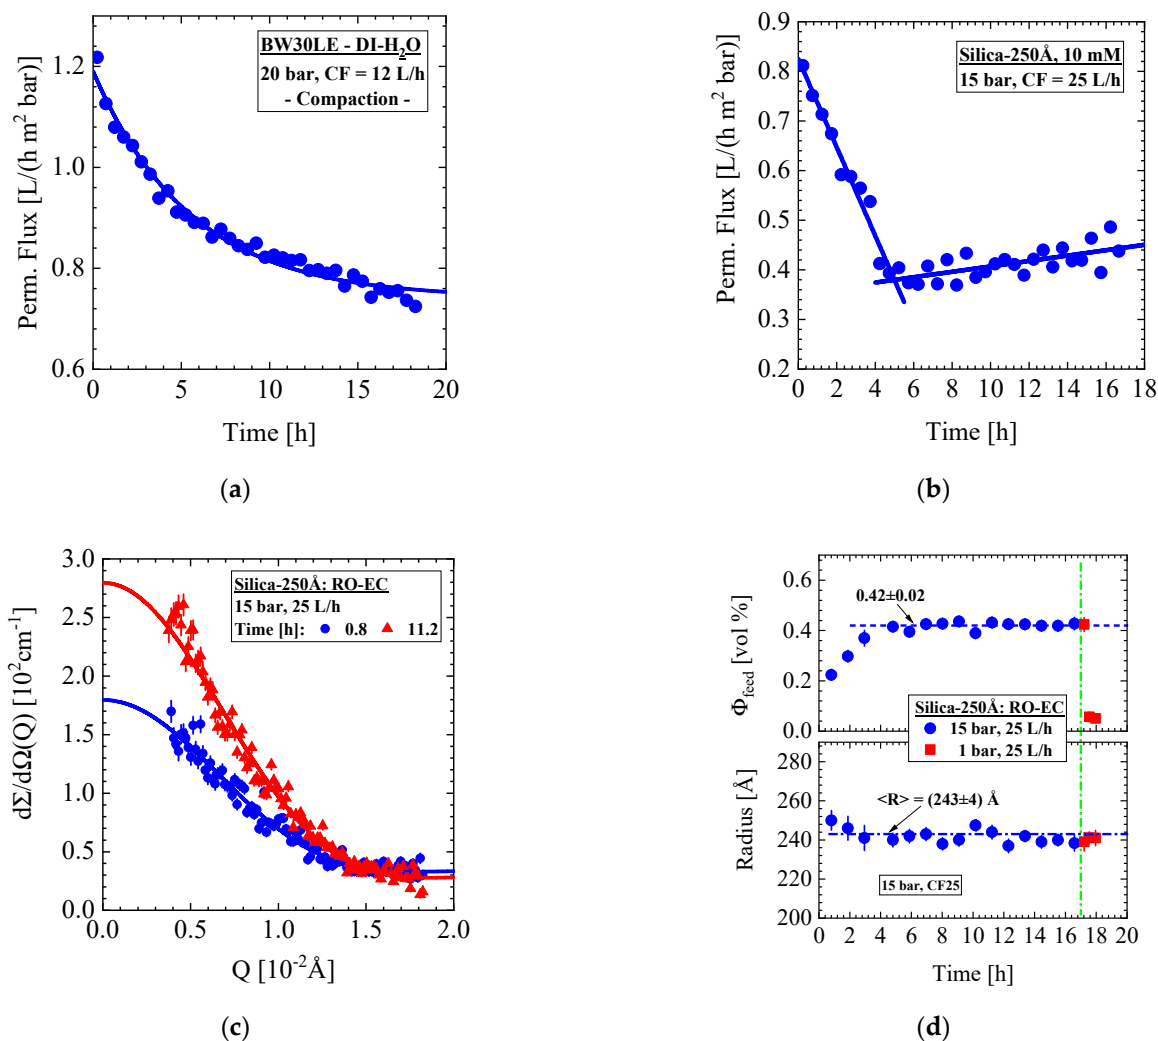 BW30LE - DI-H2O
20 bar, CF = 12 L/h
- Compaction -
Perm. Flux [L/(h m² bar)]
1.2
1.0
0.8
0.6
0 5 10 15 20
Time [h]
(a)
Silica-250Å, 10 mM
15 bar, CF = 25 L/h
Perm. Flux [L/(h m² bar)]
0.9
0.8
0.7
0.6
0.5
0.4
0.3
0.2
0 2 4 6 8 10 12 14 16 18
Time [h]
(b)
Silica-250Å: RO-EC
15 bar, 25 L/h
Time [h]: 0.8 11.2
dΣ/dΩ(Q) [10²cm⁻¹]
3.0
2.5
2.0
1.5
1.0
0.5
0.0
0.0 0.5 1.0 1.5 2.0
Q [10⁻²Å]
(c)
Φfeed [vol %]
0.6
0.4
0.2
0.0
0.42±0.02
Silica-250Å: RO-EC
15 bar, 25 L/h
1 bar, 25 L/h
Radius [Å]
280
260
240
220
200
<R> = (243±4) Å
15 bar, CF25
0 2 4 6 8 10 12 14 16 18 20
Time [h]
(d)